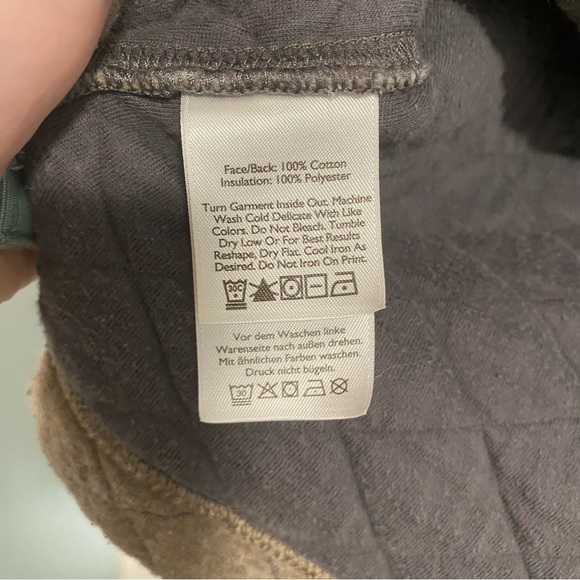 Face/Back: 100% Cotton
Insulation: 100% Polyester
Turn Garment Inside Out. Machine
Wash Cold Delicate With Like
Colors. Do Not Bleach. Tumble
Dry Low Or For Best Results
Reshape, Dry Flat. Cool Iron As
Desired. Do Not Iron On Print.
30C
Vor dem Waschen linke
Warenseite nach außen drehen.
Mit ähnlichen Farben waschen.
Druck nicht bügeln.
30